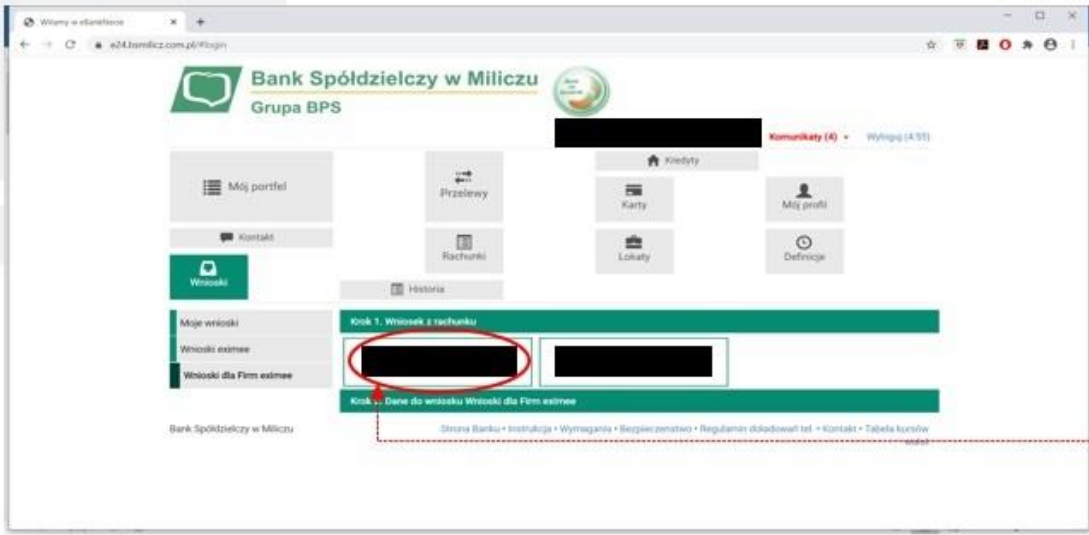 Witamy w eBankNecie
e24.bsmilicz.com.pl/#login
Bank Spółdzielczy w Miliczu
Grupa BPS
Komunikaty (4) Wyloguj (4:55)
Mój portfel
Przelewy
Kredyty
Karty
Mój profil
Kontakt
Rachunki
Lokaty
Definicje
Wnioski
Historia
Moje wnioski
Krok 1. Wniosek z rachunku
Wnioski eximee
Wnioski dla Firm eximee
Dane do wniosku Wnioski dla Firm eximee
Bank Spółdzielczy w Miliczu
Strona Banku • Instrukcja • Wymagania • Bezpieczeństwo • Regulamin doładowań tel. • Kontakt • Tabela kursów
walut